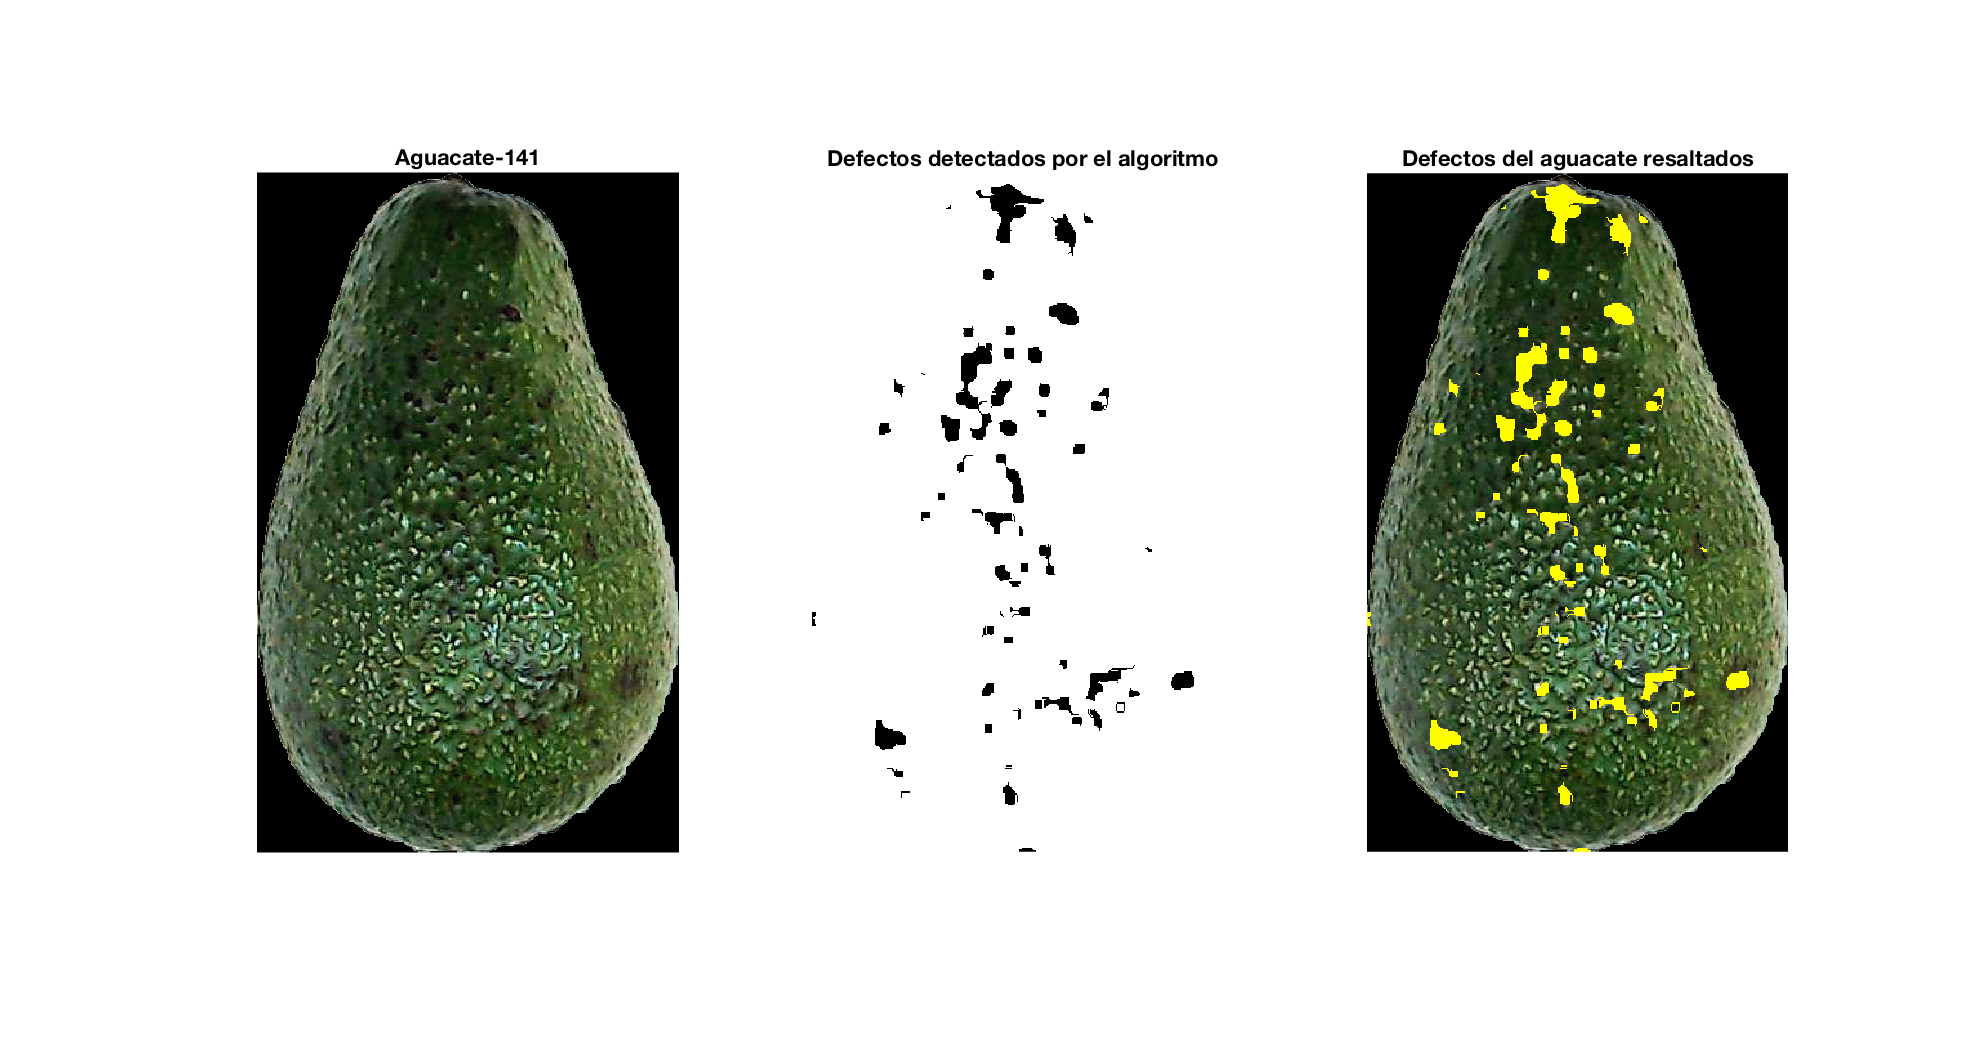 Aguacate-141
Defectos detectados por el algoritmo
Defectos del aguacate resaltados